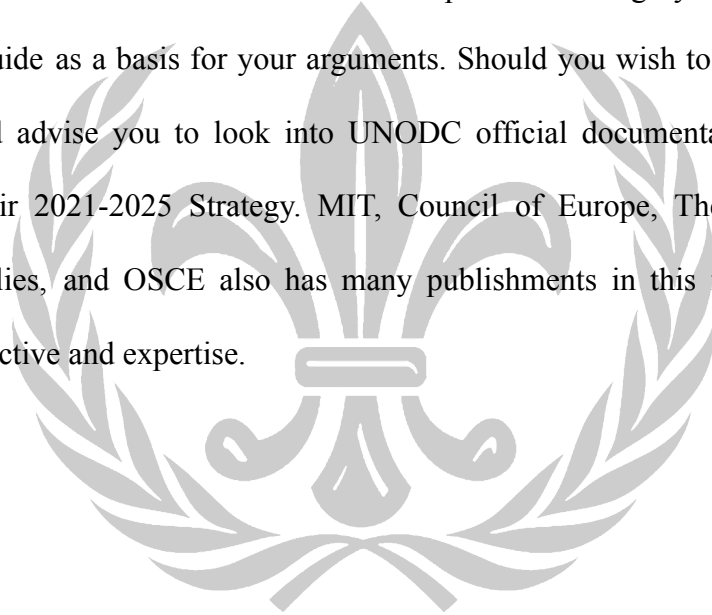 uide as a basis for your arguments. Should you wish to
advise you to look into UNODC official documenta
ir 2021-2025 Strategy. MIT, Council of Europe, The
lies, and OSCE also has many publishments in this
ctive and expertise.